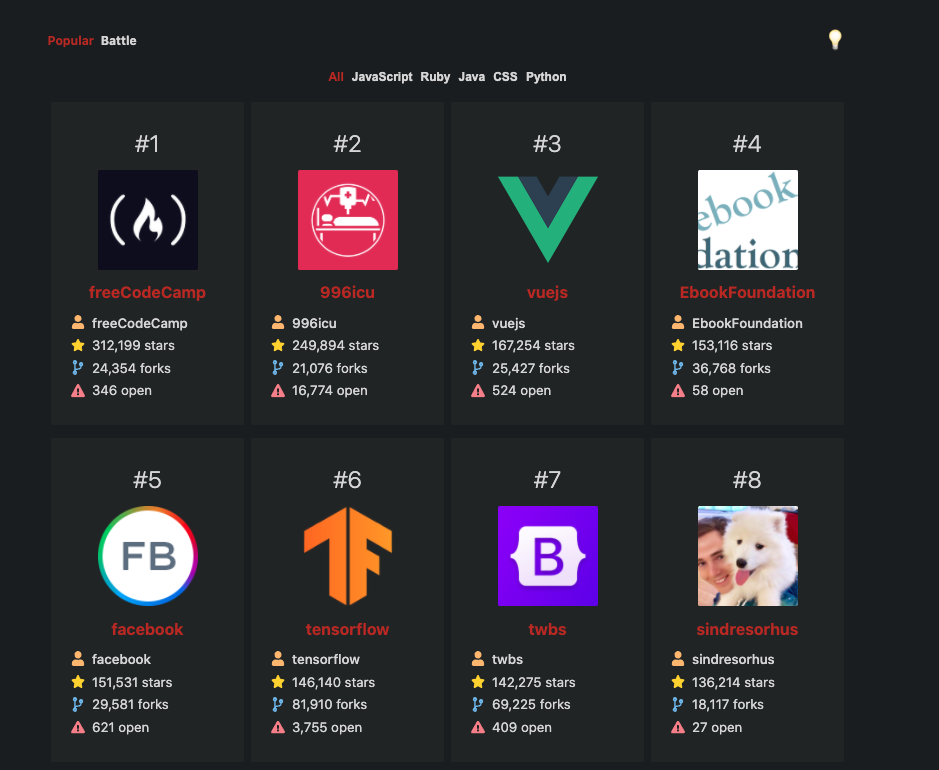 Popular Battle
All JavaScript Ruby Java CSS Python
#1
#2
#3
#4
ebook
dation
freeCodeCamp
996icu
vuejs
EbookFoundation
freeCodeCamp
312,199 stars
24,354 forks
346 open
996icu
249,894 stars
21,076 forks
16,774 open
vuejs
167,254 stars
25,427 forks
524 open
EbookFoundation
153,116 stars
36,768 forks
58 open
#5
#6
#7
#8
FB
B
facebook
tensorflow
twbs
sindresorhus
facebook
151,531 stars
29,581 forks
621 open
tensorflow
146,140 stars
81,910 forks
3,755 open
twbs
142,275 stars
69,225 forks
409 open
sindresorhus
136,214 stars
18,117 forks
27 open